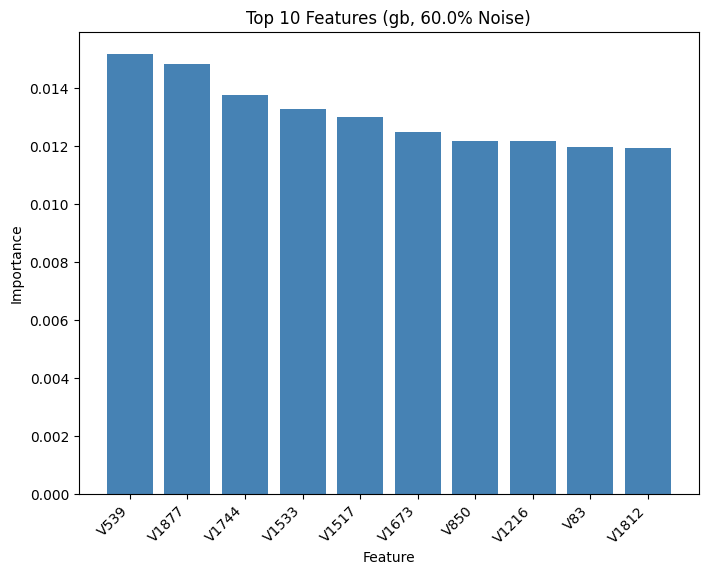 Top 10 Features (gb, 60.0% Noise)
Importance
0.014
0.012
0.010
0.008
0.006
0.004
0.002
0.000
V539
V1877
V1744
V1533
V1517
V1673
V850
V1216
V83
V1812
Feature